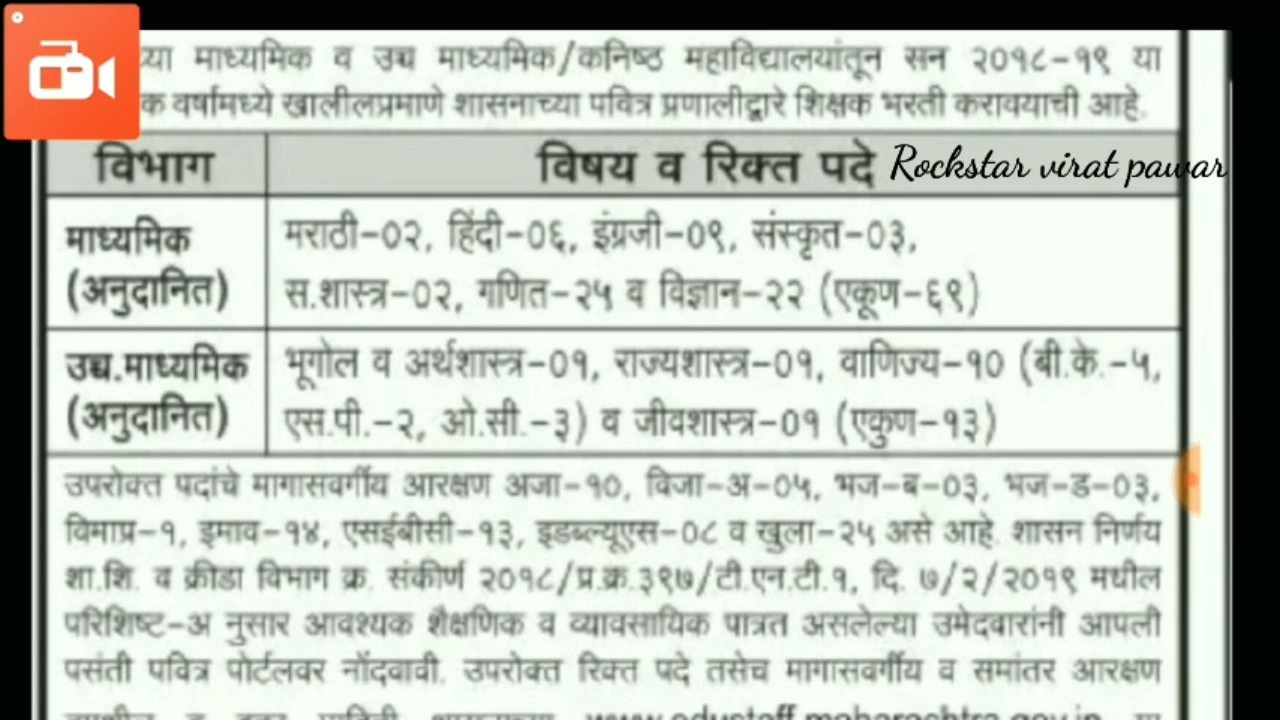 च्या माध्यमिक व उच्च माध्यमिक/कनिष्ठ महाविद्यालयांतून सन २०१८-१९ या
क वर्षामध्ये खालीलप्रमाणे शासनाच्या पवित्र प्रणालीद्वारे शिक्षक भरती करावयाची आहे.
विभाग विषय व रिक्त पदे Rockstar virat pawar
माध्यमिक
(अनुदानित)
मराठी-०२, हिंदी-०६, इंग्रजी-०९, संस्कृत-०३,
स.शास्त्र-०२, गणित-२५ व विज्ञान-२२ (एकूण-६९)
उच्च.माध्यमिक
(अनुदानित)
भूगोल व अर्थशास्त्र-०१, राज्यशास्त्र-०१, वाणिज्य-१० (बी.के.-५,
एस.पी.-२, ओ.सी.-३) व जीवशास्त्र-०१ (एकुण-१३)
उपरोक्त पदांचे मागासवर्गीय आरक्षण अजा-१०, विजा-अ-०५, भज-ब-०३, भज-ड-०३,
विमाप्र-१, इमाव-१४, एसईबीसी-१३, इडब्ल्यूएस-०८ व खुला-२५ असे आहे. शासन निर्णय
शा.शि. व क्रीडा विभाग क्र. संकीर्ण २०१८/प्र.क्र.३९७/टी.एन.टी.१, दि. ७/२/२०१९ मधील
परिशिष्ट-अ नुसार आवश्यक शैक्षणिक व व्यावसायिक पात्रत असलेल्या उमेदवारांनी आपली
पसंती पवित्र पोर्टलवर नोंदवावी. उपरोक्त रिक्त पदे तसेच मागासवर्गीय व समांतर आरक्षण